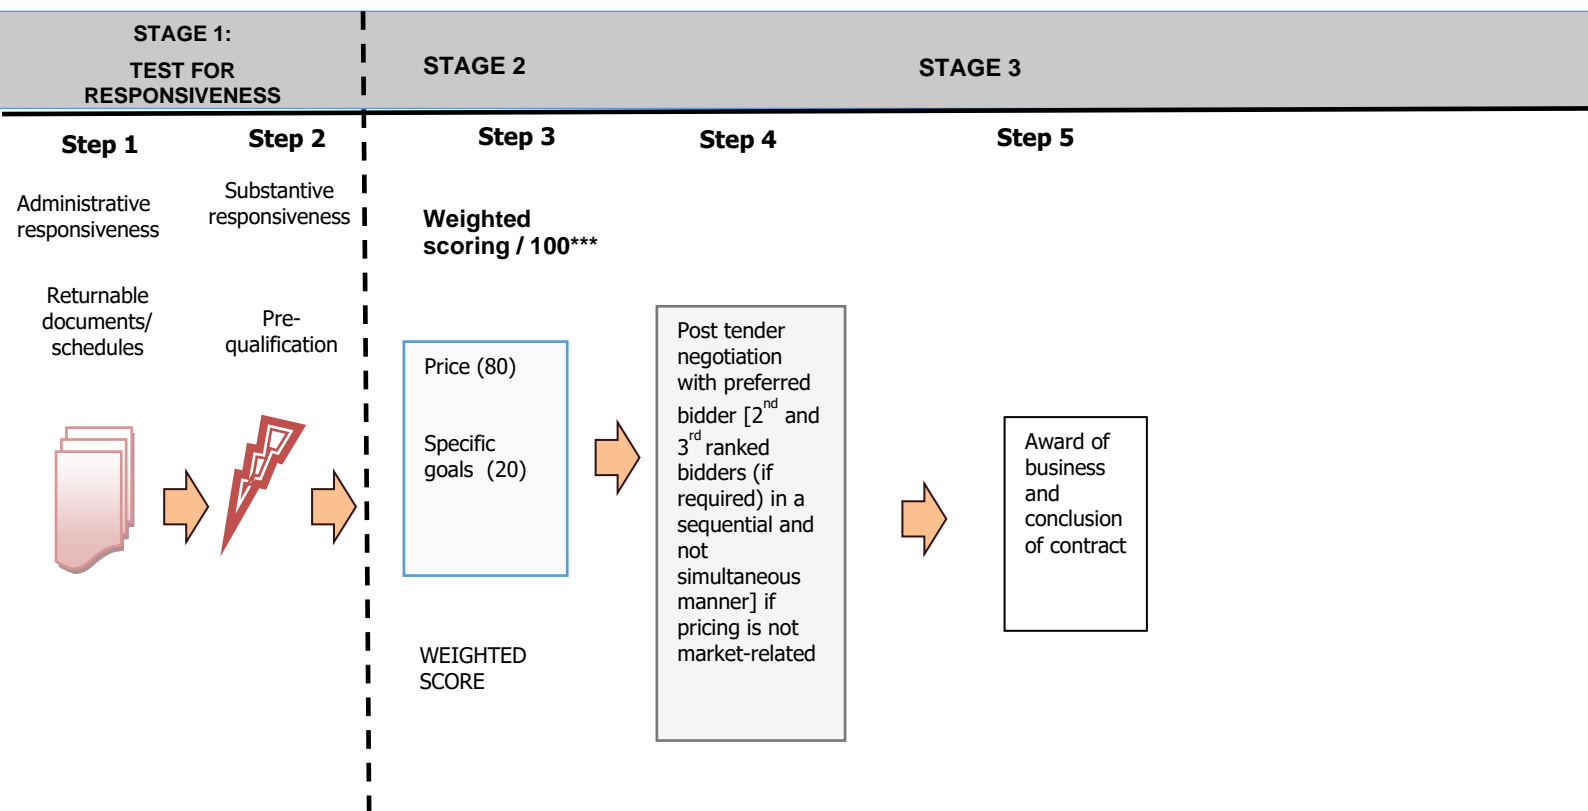 STAGE 1:
TEST FOR
RESPONSIVENESS
STAGE 2
STAGE 3
Step 1
Step 2
Step 3
Step 4
Step 5
Administrative
responsiveness
Substantive
responsiveness
Weighted
scoring / 100***
Returnable
documents/
schedules
Pre-
qualification
Price (80)
Specific
goals (20)
WEIGHTED
SCORE
Post tender
negotiation
with preferred
bidder [2nd and
3rd ranked
bidders (if
required) in a
sequential and
not
simultaneous
manner] if
pricing is not
market-related
Award of
business
and
conclusion
of contract